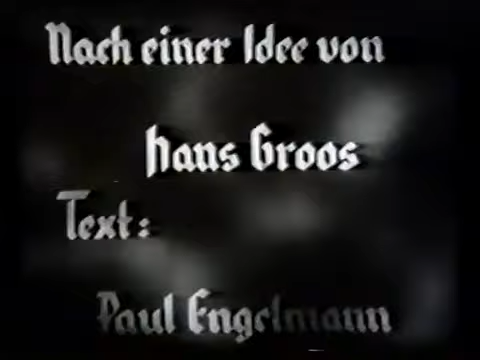 Nach einer Idee von
Hans Groos
Text:
Paul Engelmann